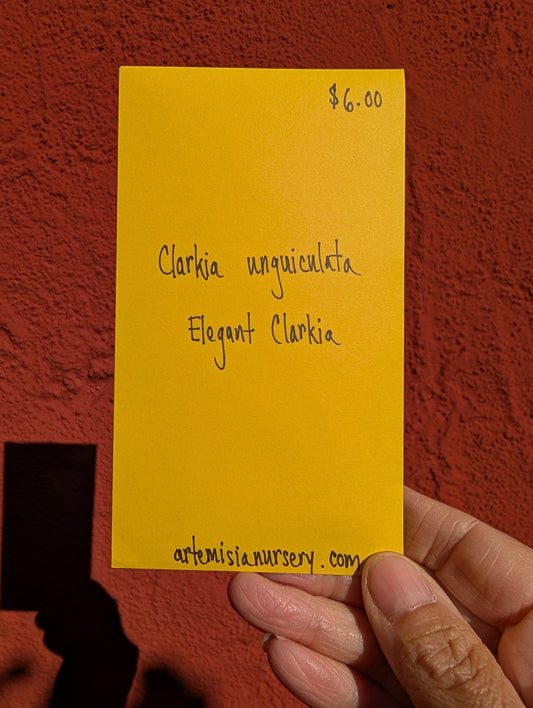 $6.00
Clarkia unguiculata
Elegant Clarkia
artemisianursery.com